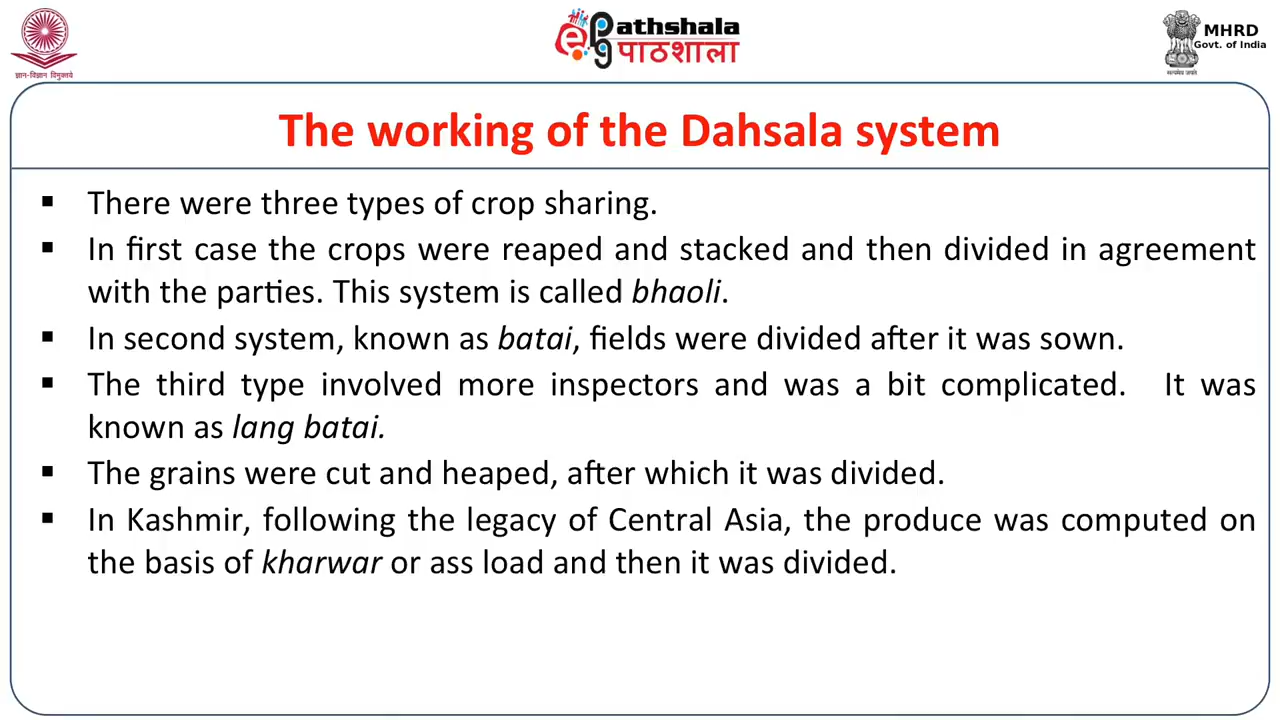 ज्ञान-विज्ञान विमुक्तये
ePG Pathshala
पाठशाला
सत्यमेव जयते
MHRD
Govt. of India
The working of the Dahsala system
▪ There were three types of crop sharing.
▪ In first case the crops were reaped and stacked and then divided in agreement
with the parties. This system is called bhaoli.
▪ In second system, known as batai, fields were divided after it was sown.
▪ The third type involved more inspectors and was a bit complicated. It was
known as lang batai.
▪ The grains were cut and heaped, after which it was divided.
▪ In Kashmir, following the legacy of Central Asia, the produce was computed on
the basis of kharwar or ass load and then it was divided.